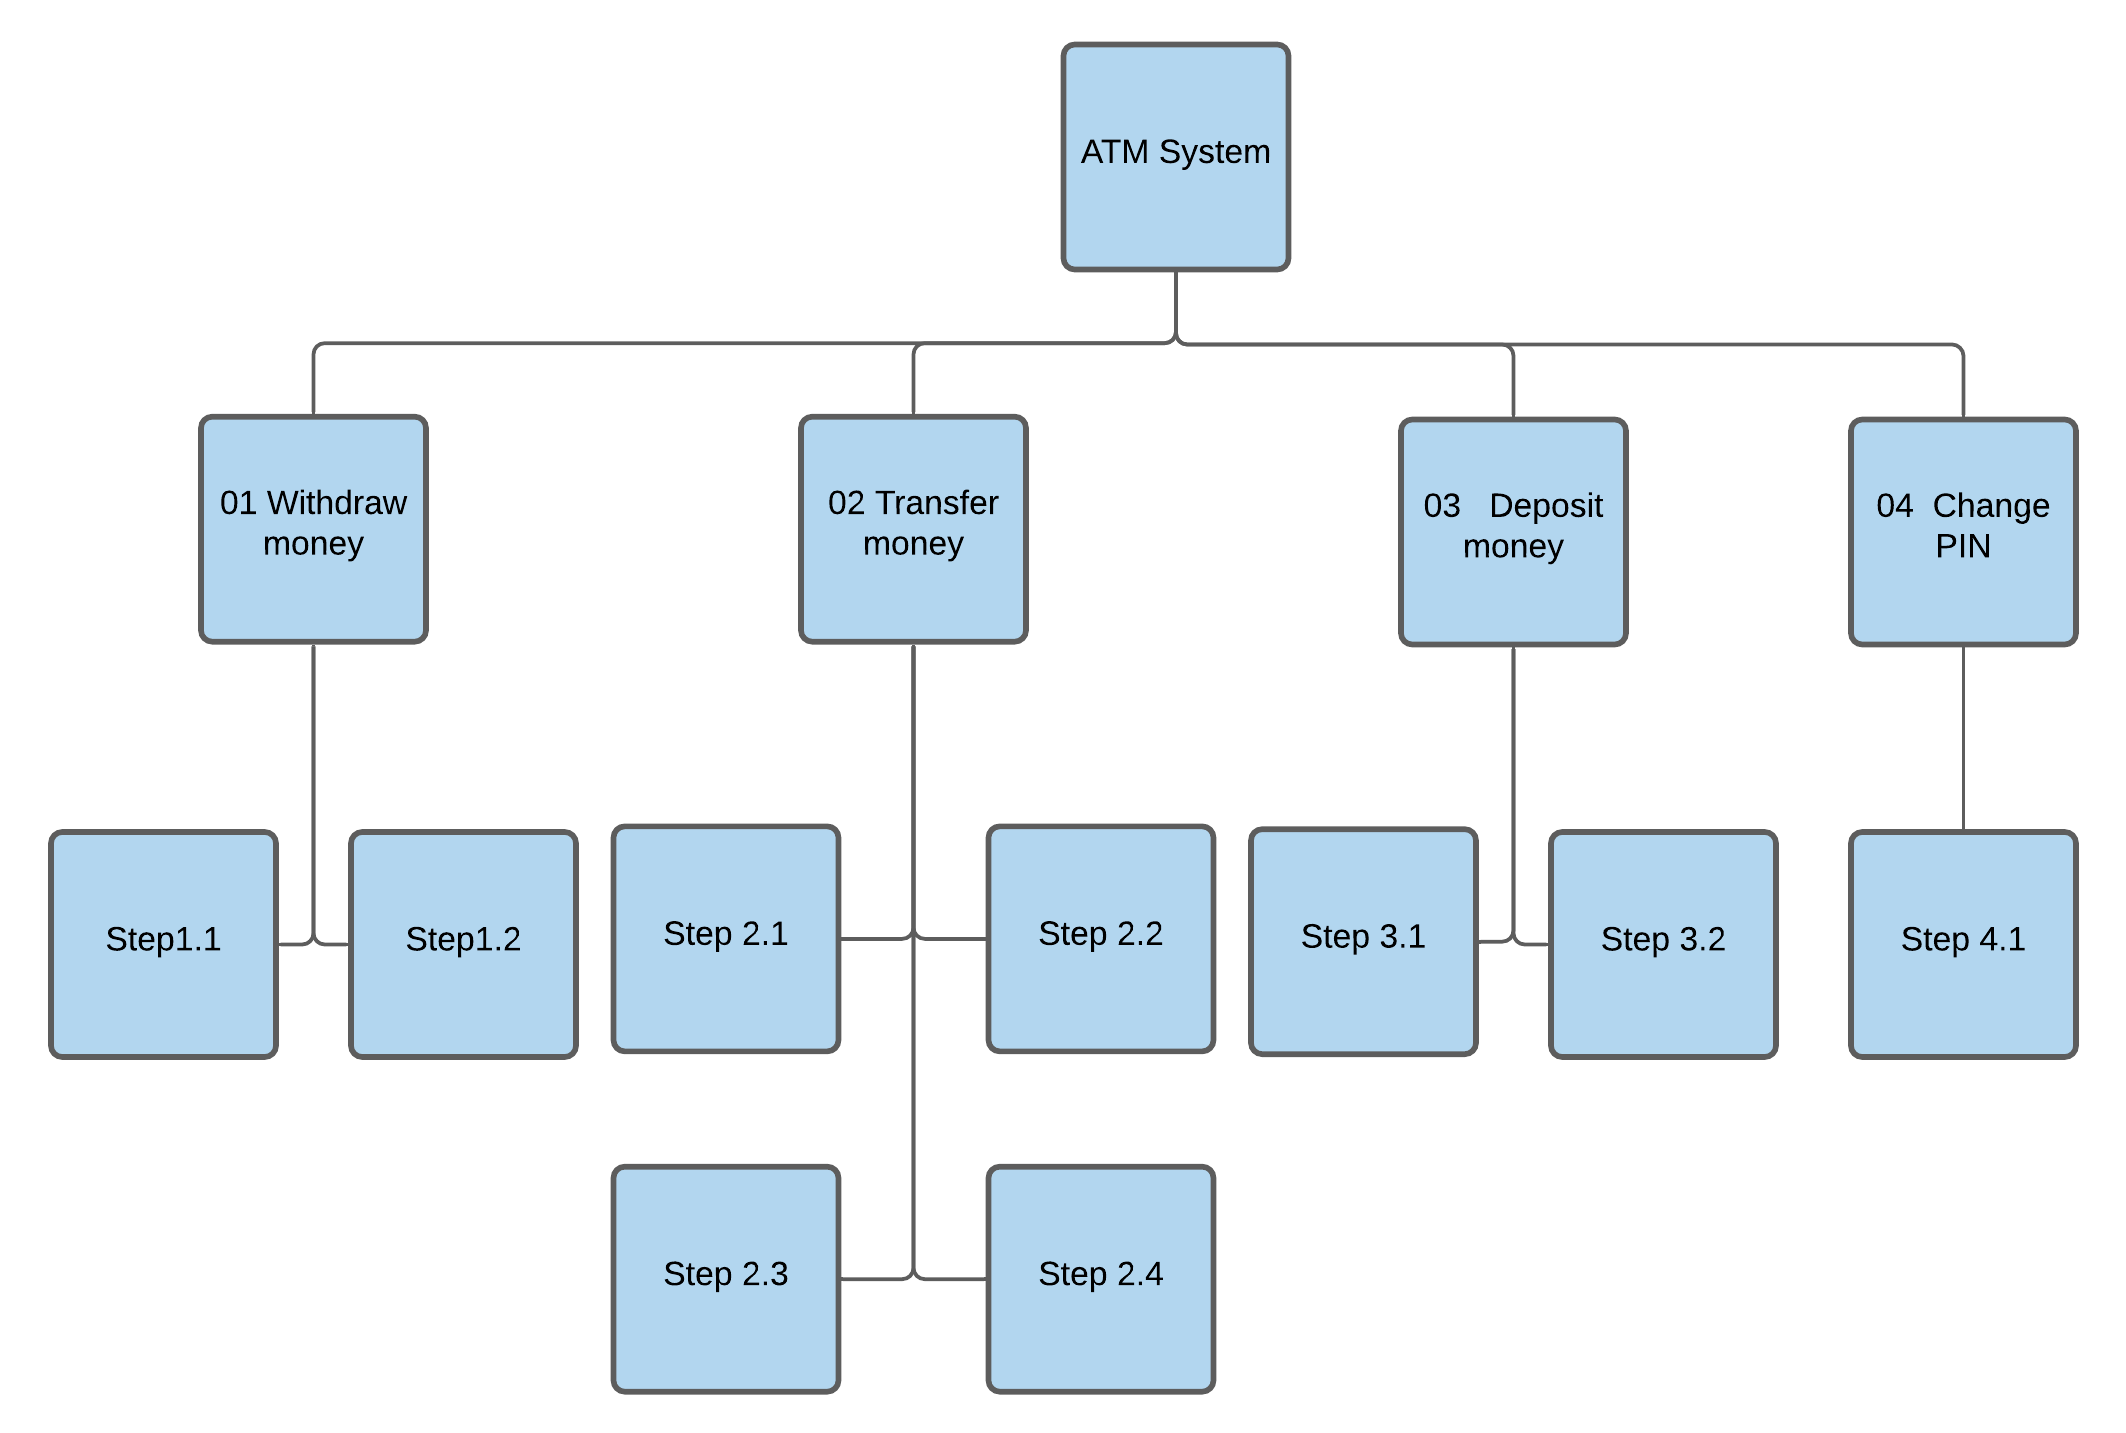 ATM System
01 Withdraw
money
02 Transfer
money
03   Deposit
money
04  Change
PIN
Step1.1
Step1.2
Step 2.1
Step 2.2
Step 3.1
Step 3.2
Step 4.1
Step 2.3
Step 2.4